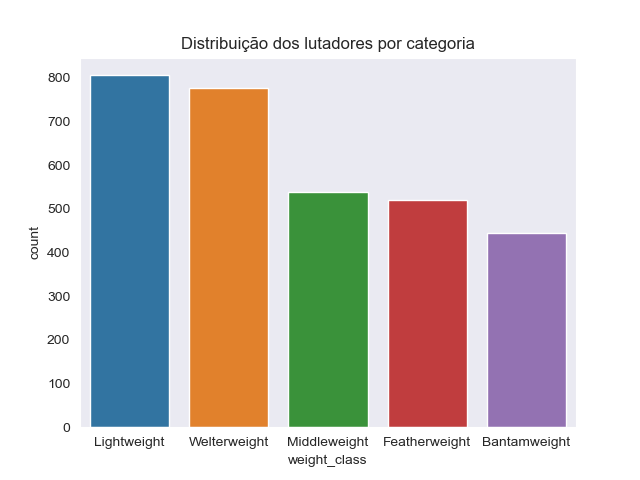 Distribuição dos lutadores por categoria
800
700
600
500
400
300
200
100
0
count
Lightweight Welterweight Middleweight Featherweight Bantamweight
weight_class